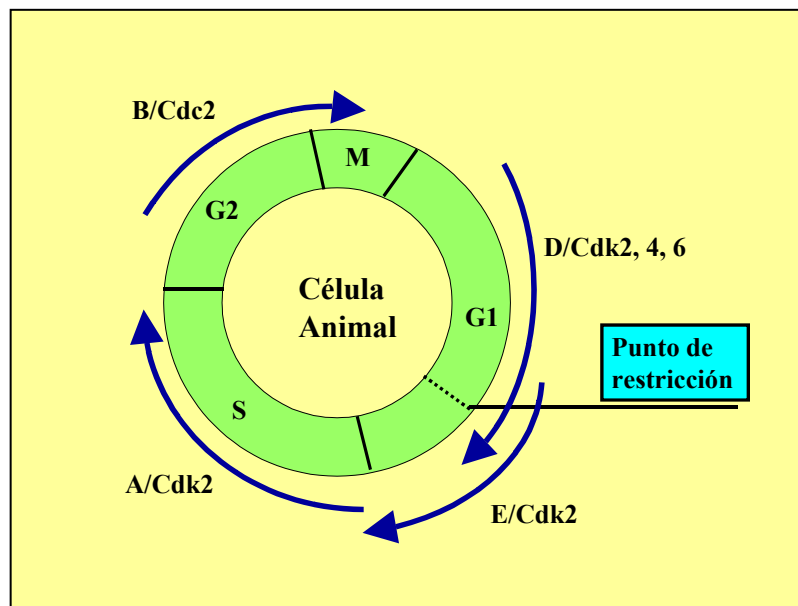 B/Cdc2
M
G2
D/Cdk2, 4, 6
Célula
Animal
G1
Punto de
restricción
S
A/Cdk2
E/Cdk2